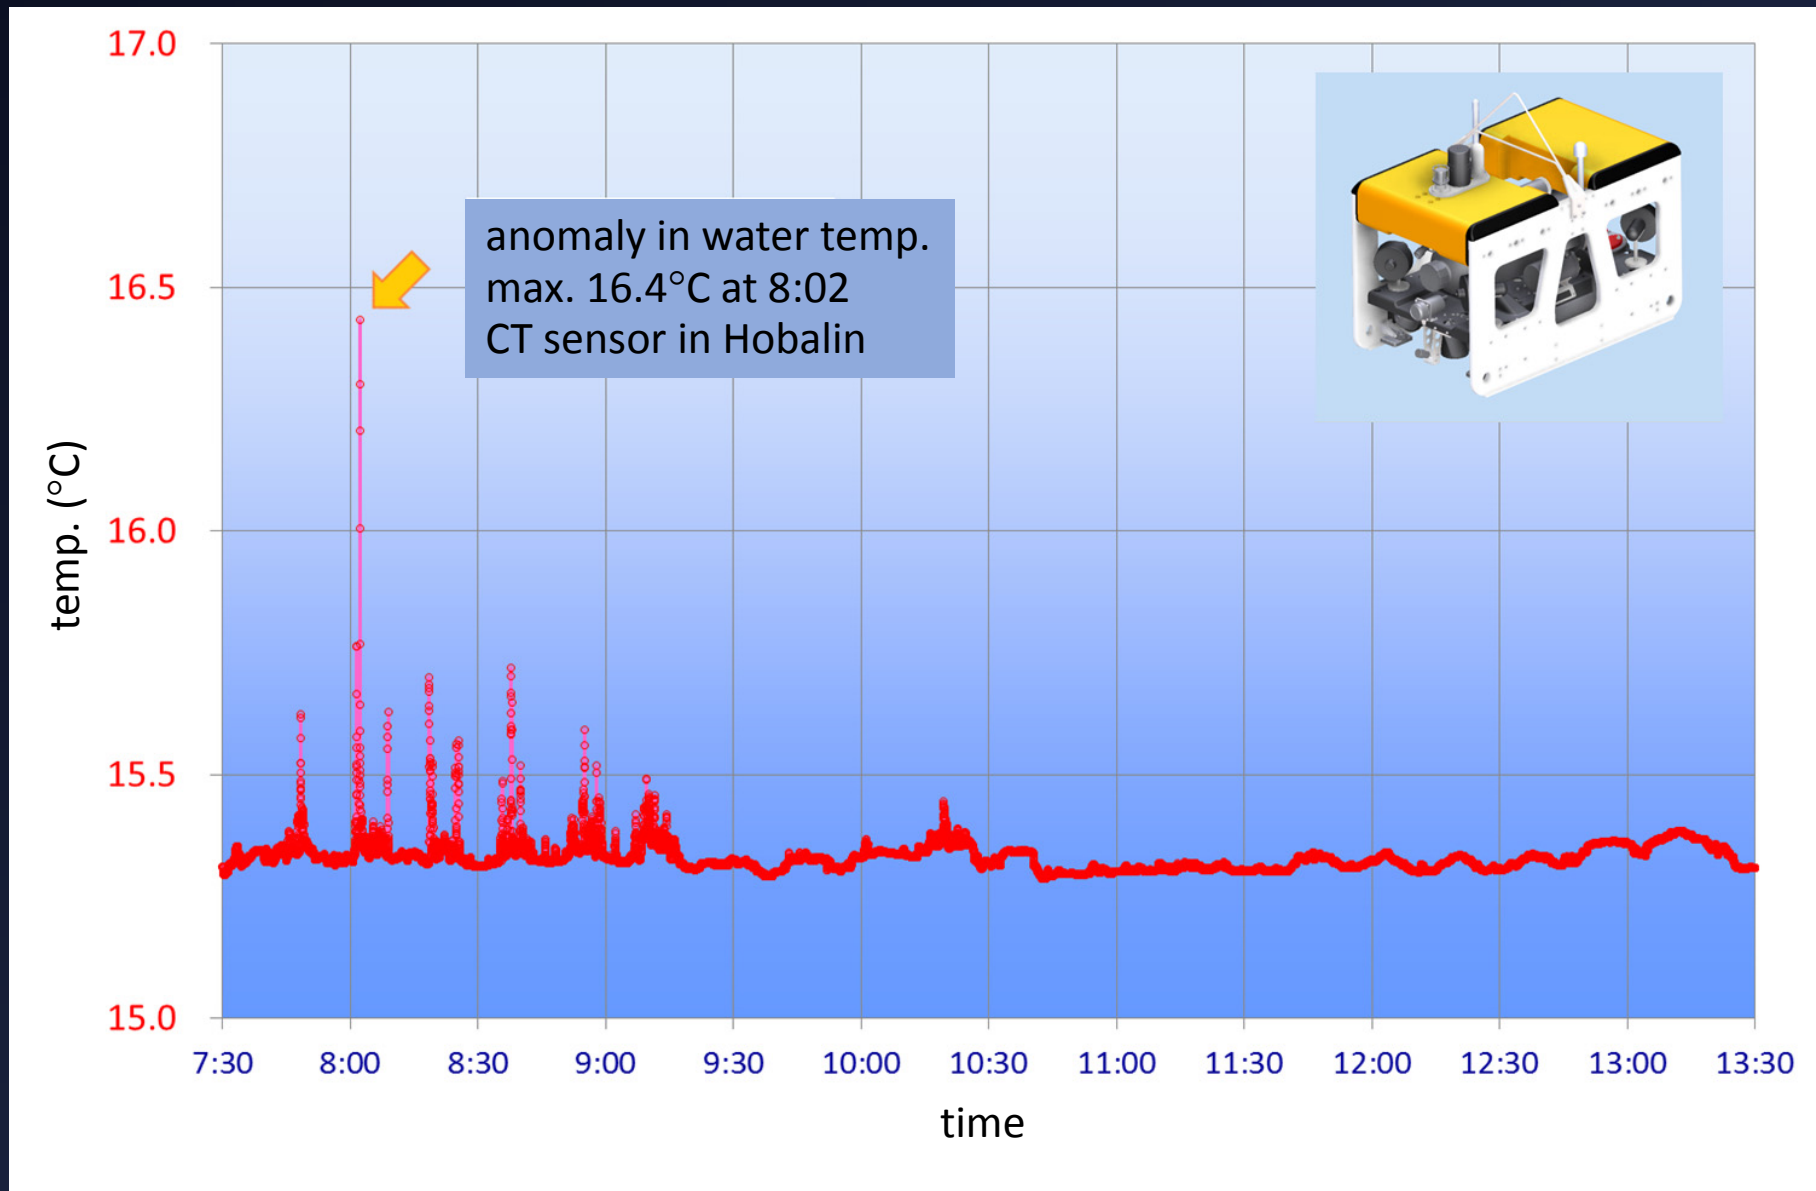 17.0
16.5
16.0
15.5
15.0
temp. (°C)
anomaly in water temp.
max. 16.4°C at 8:02
CT sensor in Hobalin
7:30 8:00 8:30 9:00 9:30 10:00 10:30 11:00 11:30 12:00 12:30 13:00 13:30
time